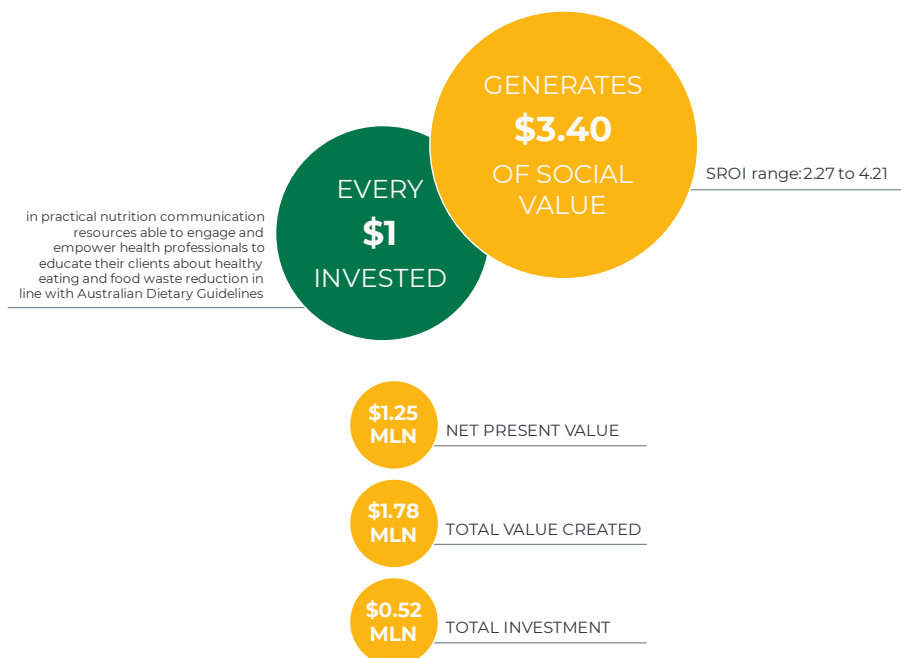 GENERATES
$3.40
OF SOCIAL
VALUE
SROI range: 2.27 to 4.21
EVERY
$1
INVESTED
in practical nutrition communication
resources able to engage and
empower health professionals to
educate their clients about healthy
eating and food waste reduction in
line with Australian Dietary Guidelines
$1.25
MLN
NET PRESENT VALUE
$1.78
MLN
TOTAL VALUE CREATED
$0.52
MLN
TOTAL INVESTMENT